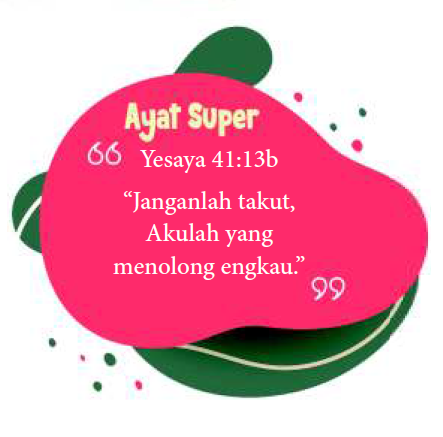 Ayat Super
Yesaya 41:13b
“Janganlah takut,
Akulah yang
menolong engkau.”